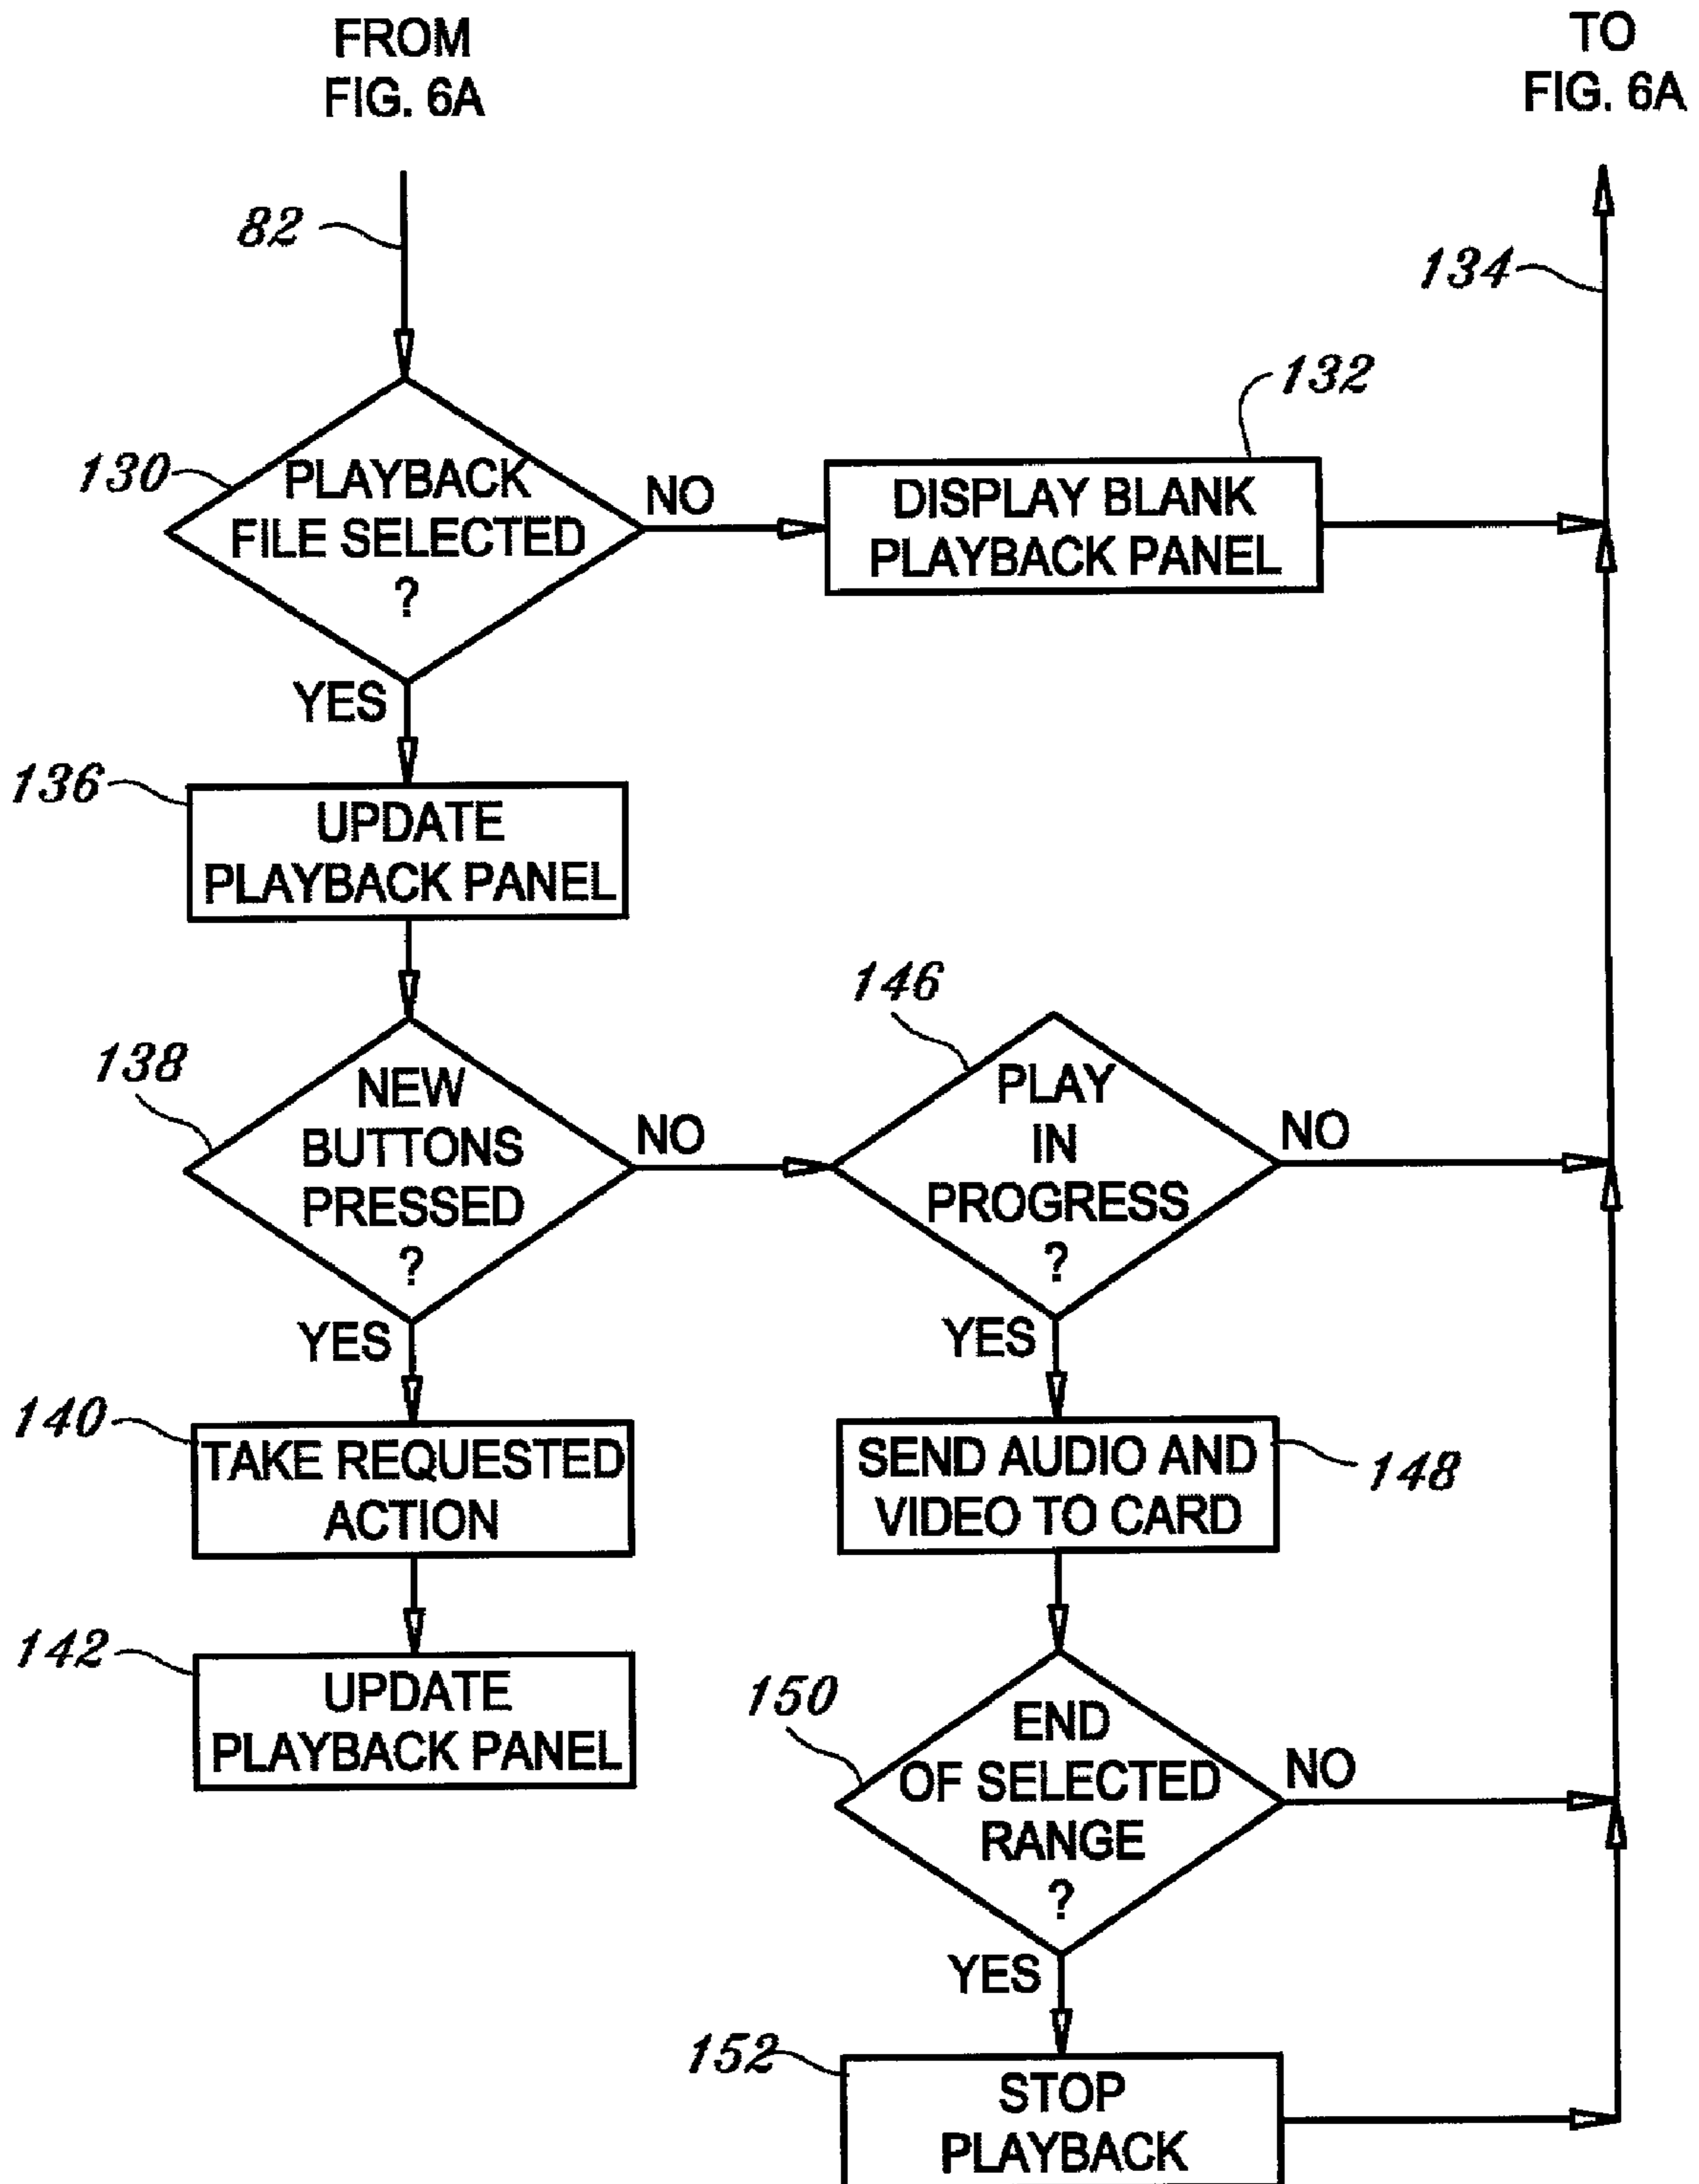 FROM
FIG. 6A
TO
FIG. 6A
82
134
132
130
PLAYBACK
FILE SELECTED
?
NO
DISPLAY BLANK
PLAYBACK PANEL
YES
136
UPDATE
PLAYBACK PANEL
138
NEW
BUTTONS
PRESSED
?
NO
146
PLAY
IN
PROGRESS
?
NO
YES
YES
140
TAKE REQUESTED
ACTION
SEND AUDIO AND
VIDEO TO CARD
148
142
UPDATE
PLAYBACK PANEL
150
END
OF SELECTED
RANGE
?
NO
YES
152
STOP
PLAYBACK